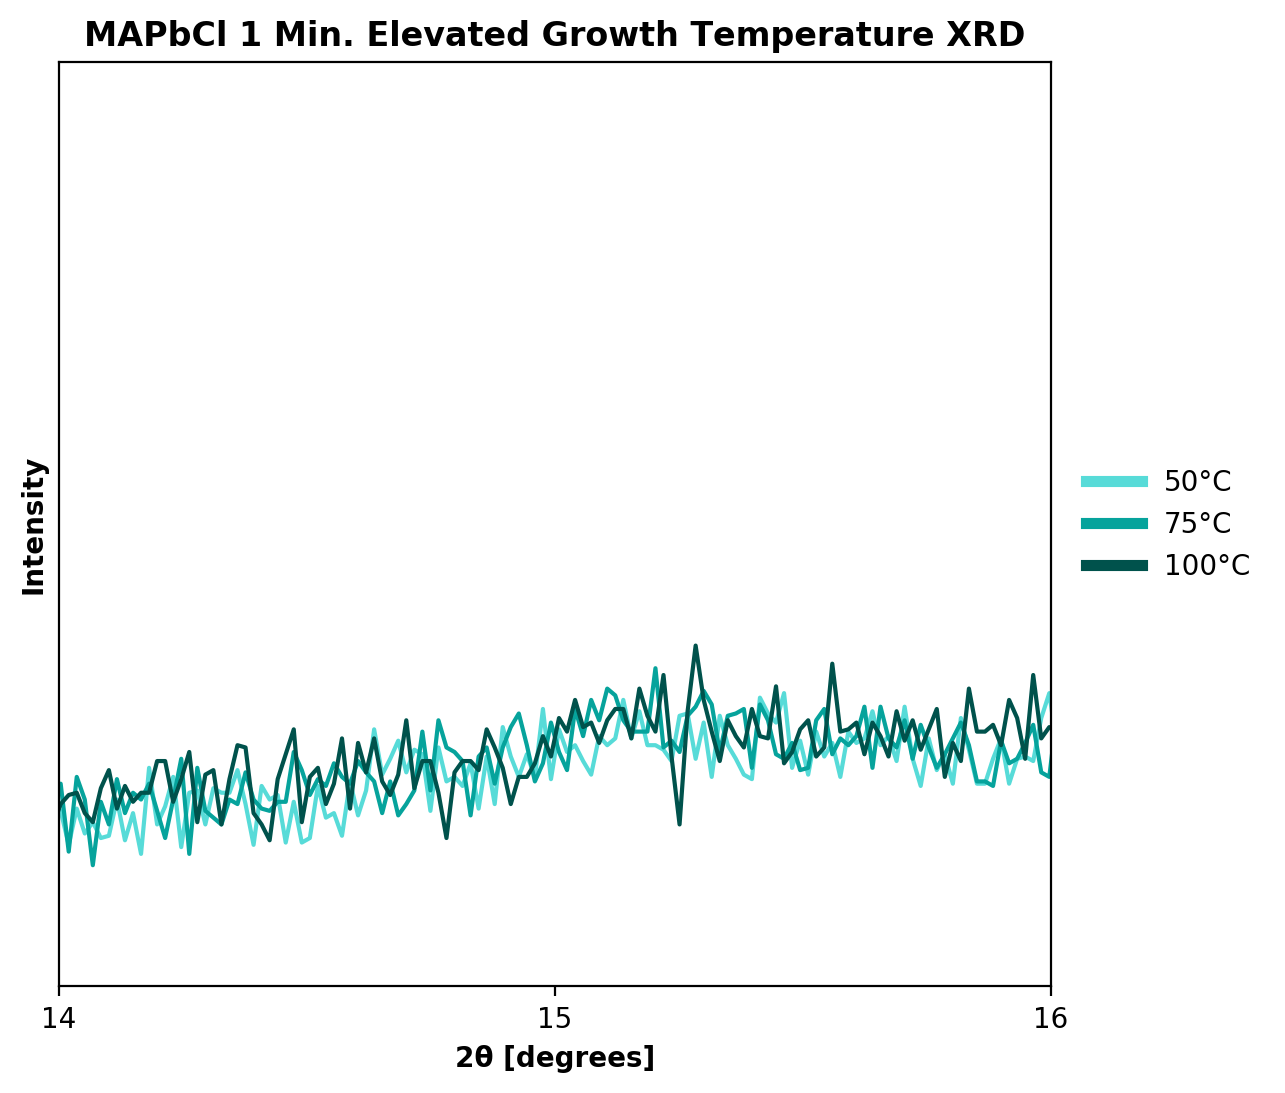 MAPbCl 1 Min. Elevated Growth Temperature XRD
Intensity
50°C
75°C
100°C
14
15
16
2θ [degrees]